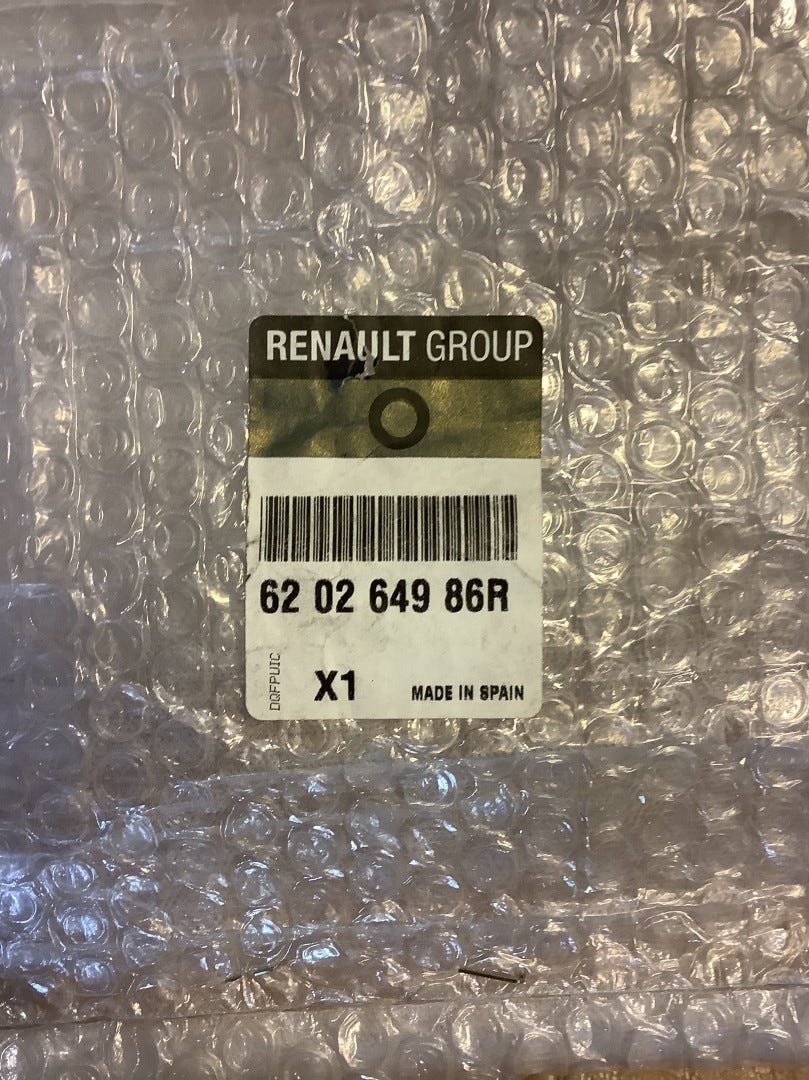 RENAULT GROUP
62 02 649 86R
DQFPUIC
X1
MADE IN SPAIN